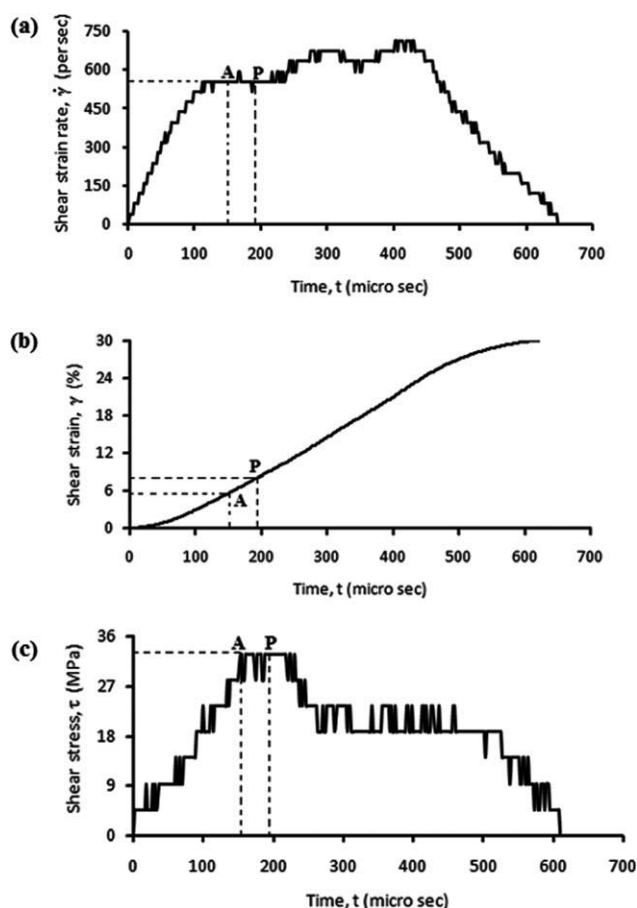 (a)
750
600
450
300
150
0
Shear strain rate, γ̇ (per sec)
A P
0 100 200 300 400 500 600 700
Time, t (micro sec)
(b)
30
24
18
12
6
0
Shear strain, γ (%)
P
A
0 100 200 300 400 500 600 700
Time, t (micro sec)
(c)
36
27
18
9
0
Shear stress, τ (MPa)
A P
0 100 200 300 400 500 600 700
Time, t (micro sec)